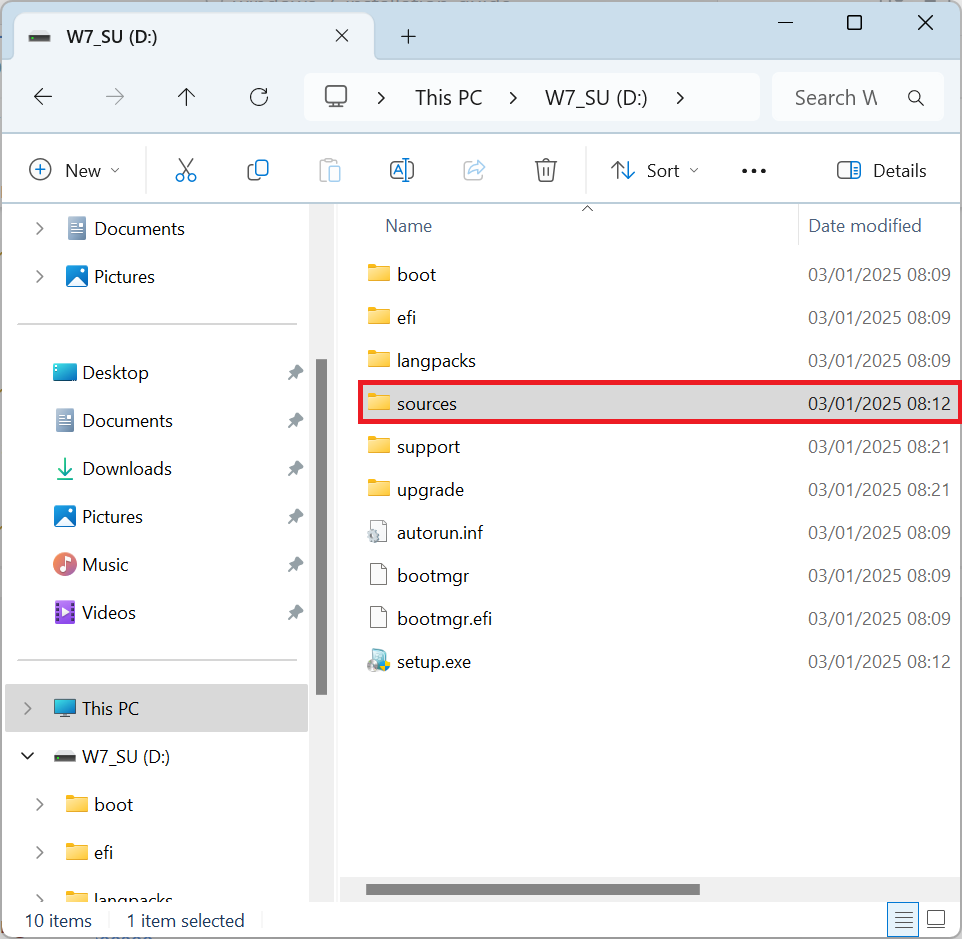 W7_SU (D:)
This PC
W7_SU (D:)
Search W
New
Sort
Details
Documents
Pictures
Desktop
Documents
Downloads
Pictures
Music
Videos
This PC
W7_SU (D:)
boot
efi
langpacks
Name Date modified
boot 03/01/2025 08:09
efi 03/01/2025 08:09
langpacks 03/01/2025 08:09
sources 03/01/2025 08:12
support 03/01/2025 08:21
upgrade 03/01/2025 08:21
autorun.inf 03/01/2025 08:09
bootmgr 03/01/2025 08:09
bootmgr.efi 03/01/2025 08:09
setup.exe 03/01/2025 08:12
10 items 1 item selected